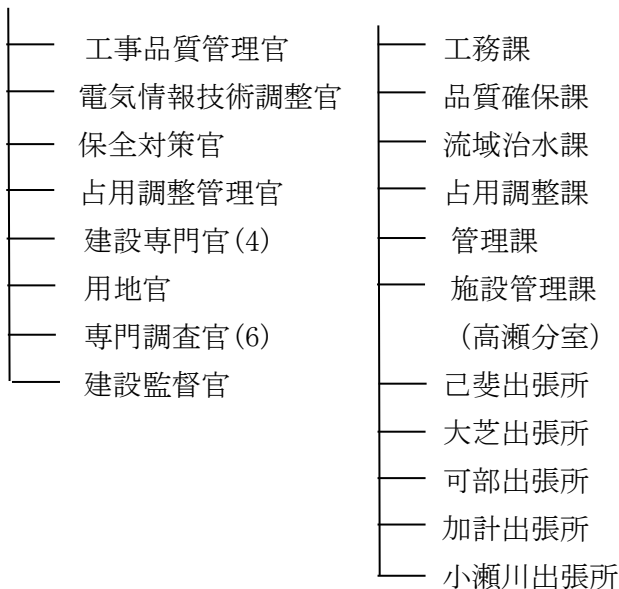 工事品質管理官
電気情報技術調整官
保全対策官
占用調整管理官
建設専門官(4)
用地官
専門調査官(6)
建設監督官
工務課
品質確保課
流域治水課
占用調整課
管理課
施設管理課
（高瀬分室）
己斐出張所
大芝出張所
可部出張所
加計出張所
小瀬川出張所